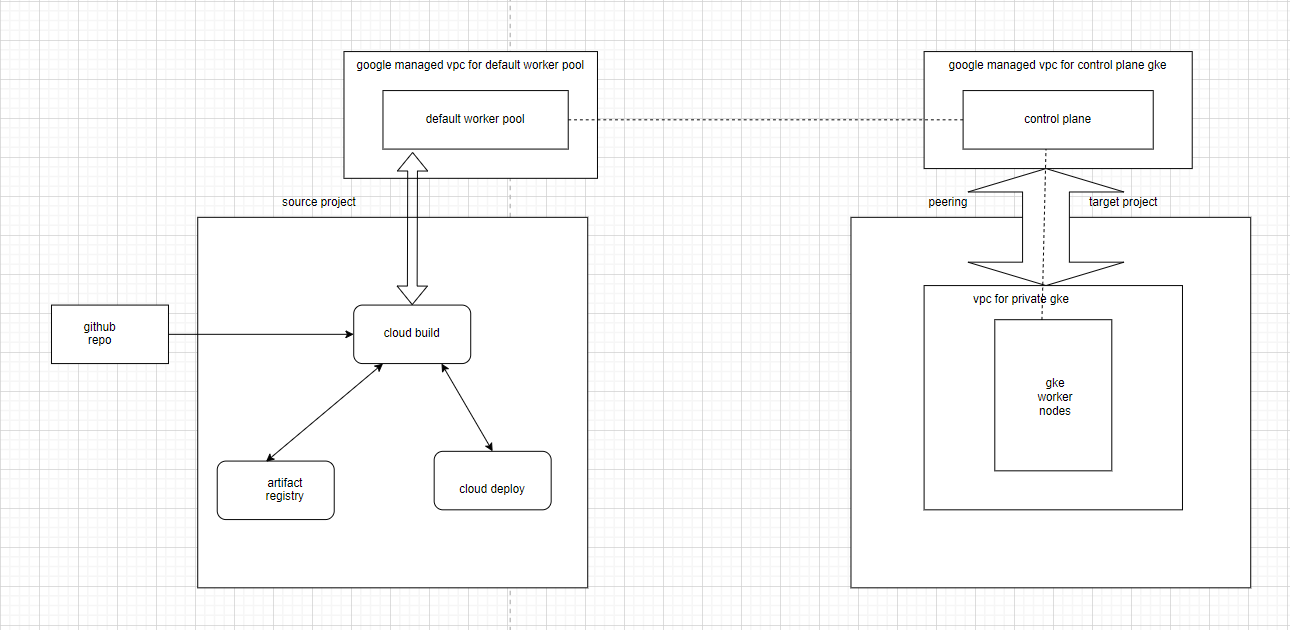 google managed vpc for default worker pool
default worker pool
google managed vpc for control plane gke
control plane
source project
peering
target project
github
repo
cloud build
artifact
registry
cloud deploy
vpc for private gke
gke
worker
nodes